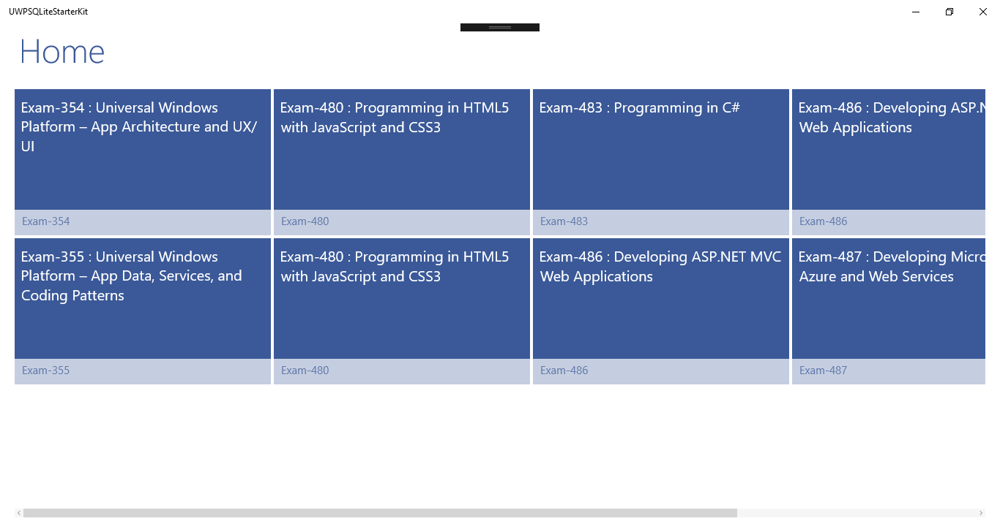 UWPSQLiteStarterKit
Home
Exam-354 : Universal Windows
Platform – App Architecture and UX/
UI
Exam-354
Exam-480 : Programming in HTML5
with JavaScript and CSS3
Exam-480
Exam-483 : Programming in C#
Exam-483
Exam-486 : Developing ASP.N
Web Applications
Exam-486
Exam-355 : Universal Windows
Platform – App Data, Services, and
Coding Patterns
Exam-355
Exam-480 : Programming in HTML5
with JavaScript and CSS3
Exam-480
Exam-486 : Developing ASP.NET MVC
Web Applications
Exam-486
Exam-487 : Developing Micro
Azure and Web Services
Exam-487